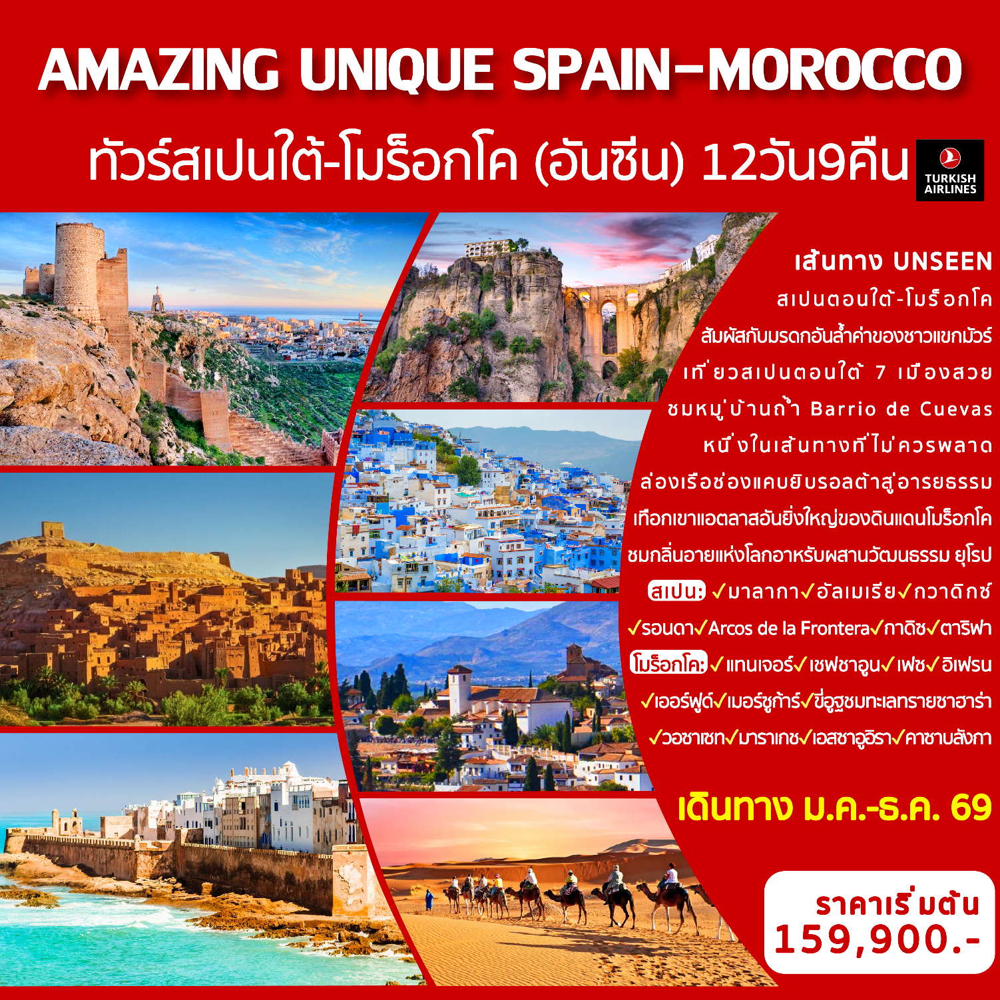 AMAZING UNIQUE SPAIN-MOROCCO
ทัวร์สเปนใต้-โมร็อกโค (อันซีน) 12วัน9คืน
TURKISH
AIRLINES
เส้นทาง UNSEEN
สเปนตอนใต้-โมร็อกโค
สัมผัสกับมรดกอันล้ำค่าของชาวแขกมัวร์
เที่ยวสเปนตอนใต้ 7 เมืองสวย
ชมหมู่บ้านถ้ำ Barrio de Cuevas
หนึ่งในเส้นทางที่ไม่ควรพลาด
ล่องเรือช่องแคบยิบรอลต้าสู่อารยธรรม
เทือกเขาแอตลาสอันยิ่งใหญ่ของดินแดนโมร็อกโค
ชมกลิ่นอายแห่งโลกอาหรับผสานวัฒนธรรม ยุโรป
สเปน: ✓มาลากา✓อัลเมเรีย✓กวาดิกซ์
✓รอนดา✓Arcos de la Frontera✓กาดิซ✓ตาริฟา
โมร็อกโค: ✓แทนเจอร์✓เชฟชาอูน✓เฟซ✓อิเฟรน
✓เออร์ฟูด์✓เมอร์ซูก้าร์✓ขี่อูฐชมทะเลทรายซาฮาร่า
✓วอซาเซท✓มาราเกช✓เอสซาอูอิรา✓คาซาบลังกา
เดินทาง ม.ค.-ธ.ค. 69
ราคาเริ่มต้น
159,900.-